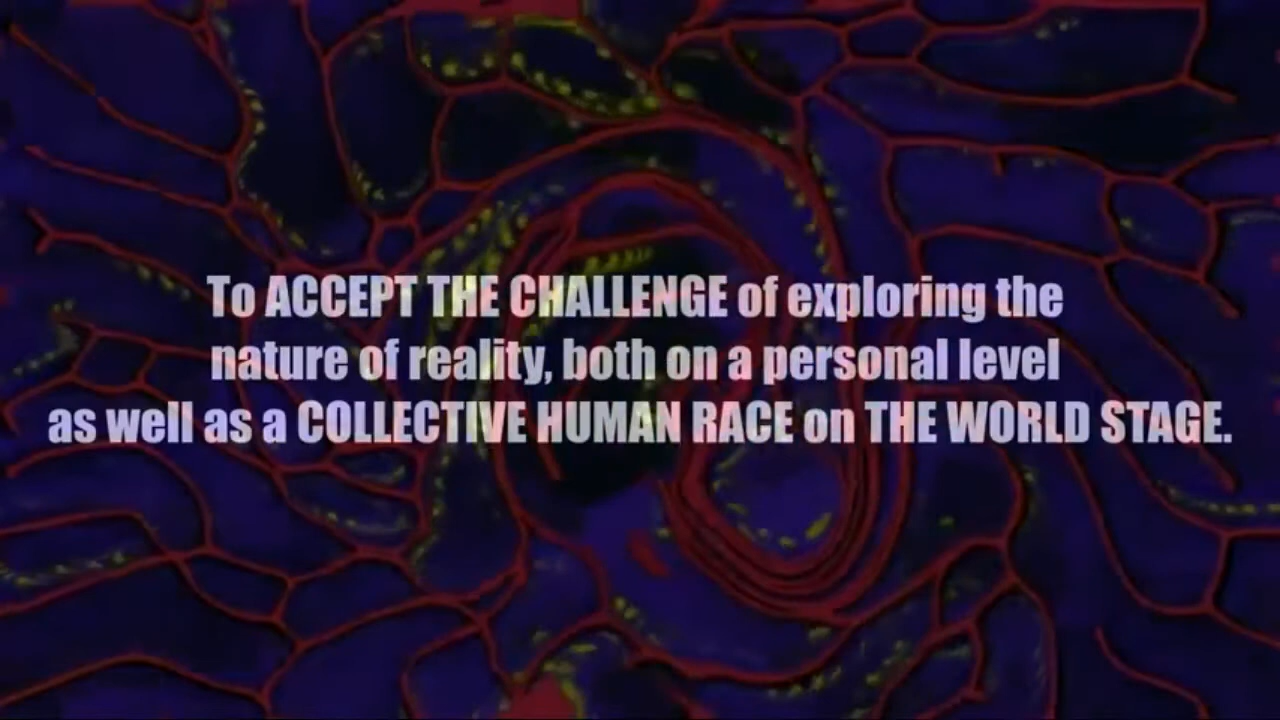 To ACCEPT THE CHALLENGE of exploring the
nature of reality, both on a personal level
as well as a COLLECTIVE HUMAN RACE on THE WORLD STAGE.